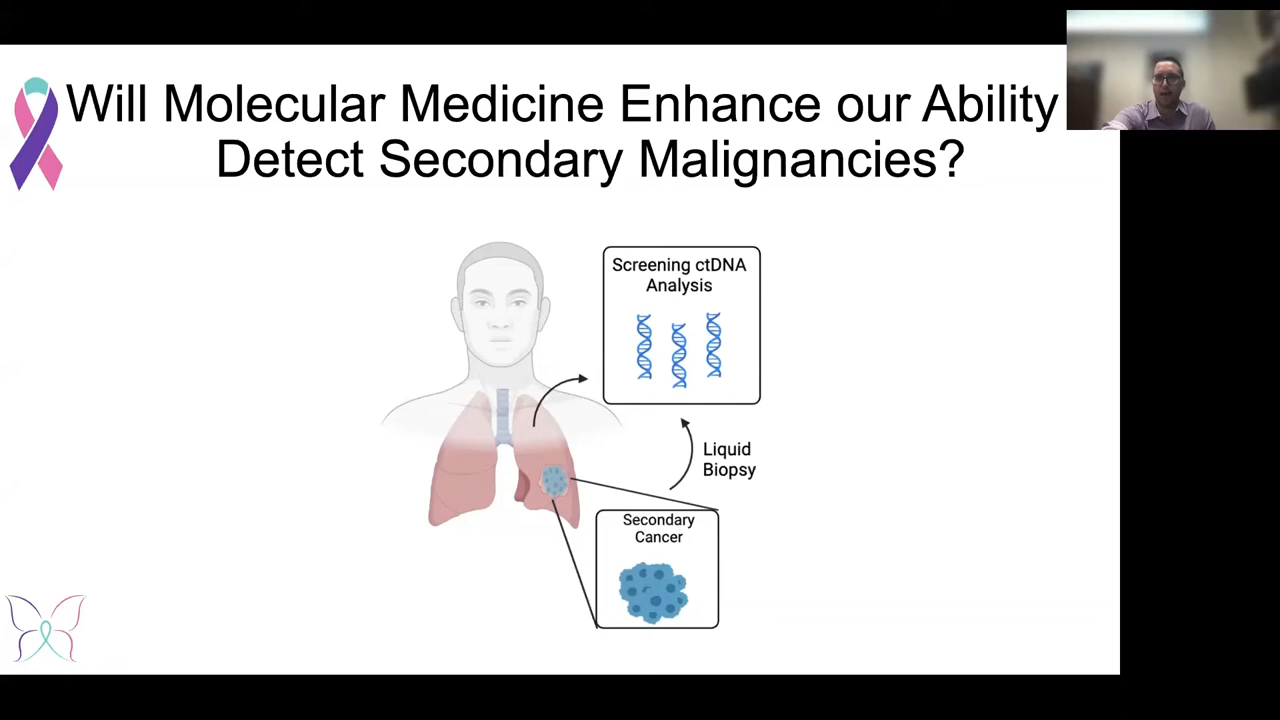 Will Molecular Medicine Enhance our Ability
Detect Secondary Malignancies?
Screening ctDNA
Analysis
Liquid
Biopsy
Secondary
Cancer